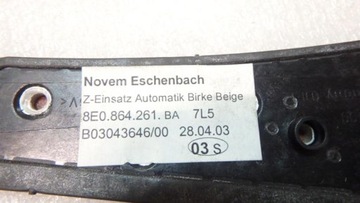 Novem Eschenbach
Z-Einsatz Automatik Birke Beige
8E0.864.261. BA 7L5
B03043646/00 28.04.03
03 S